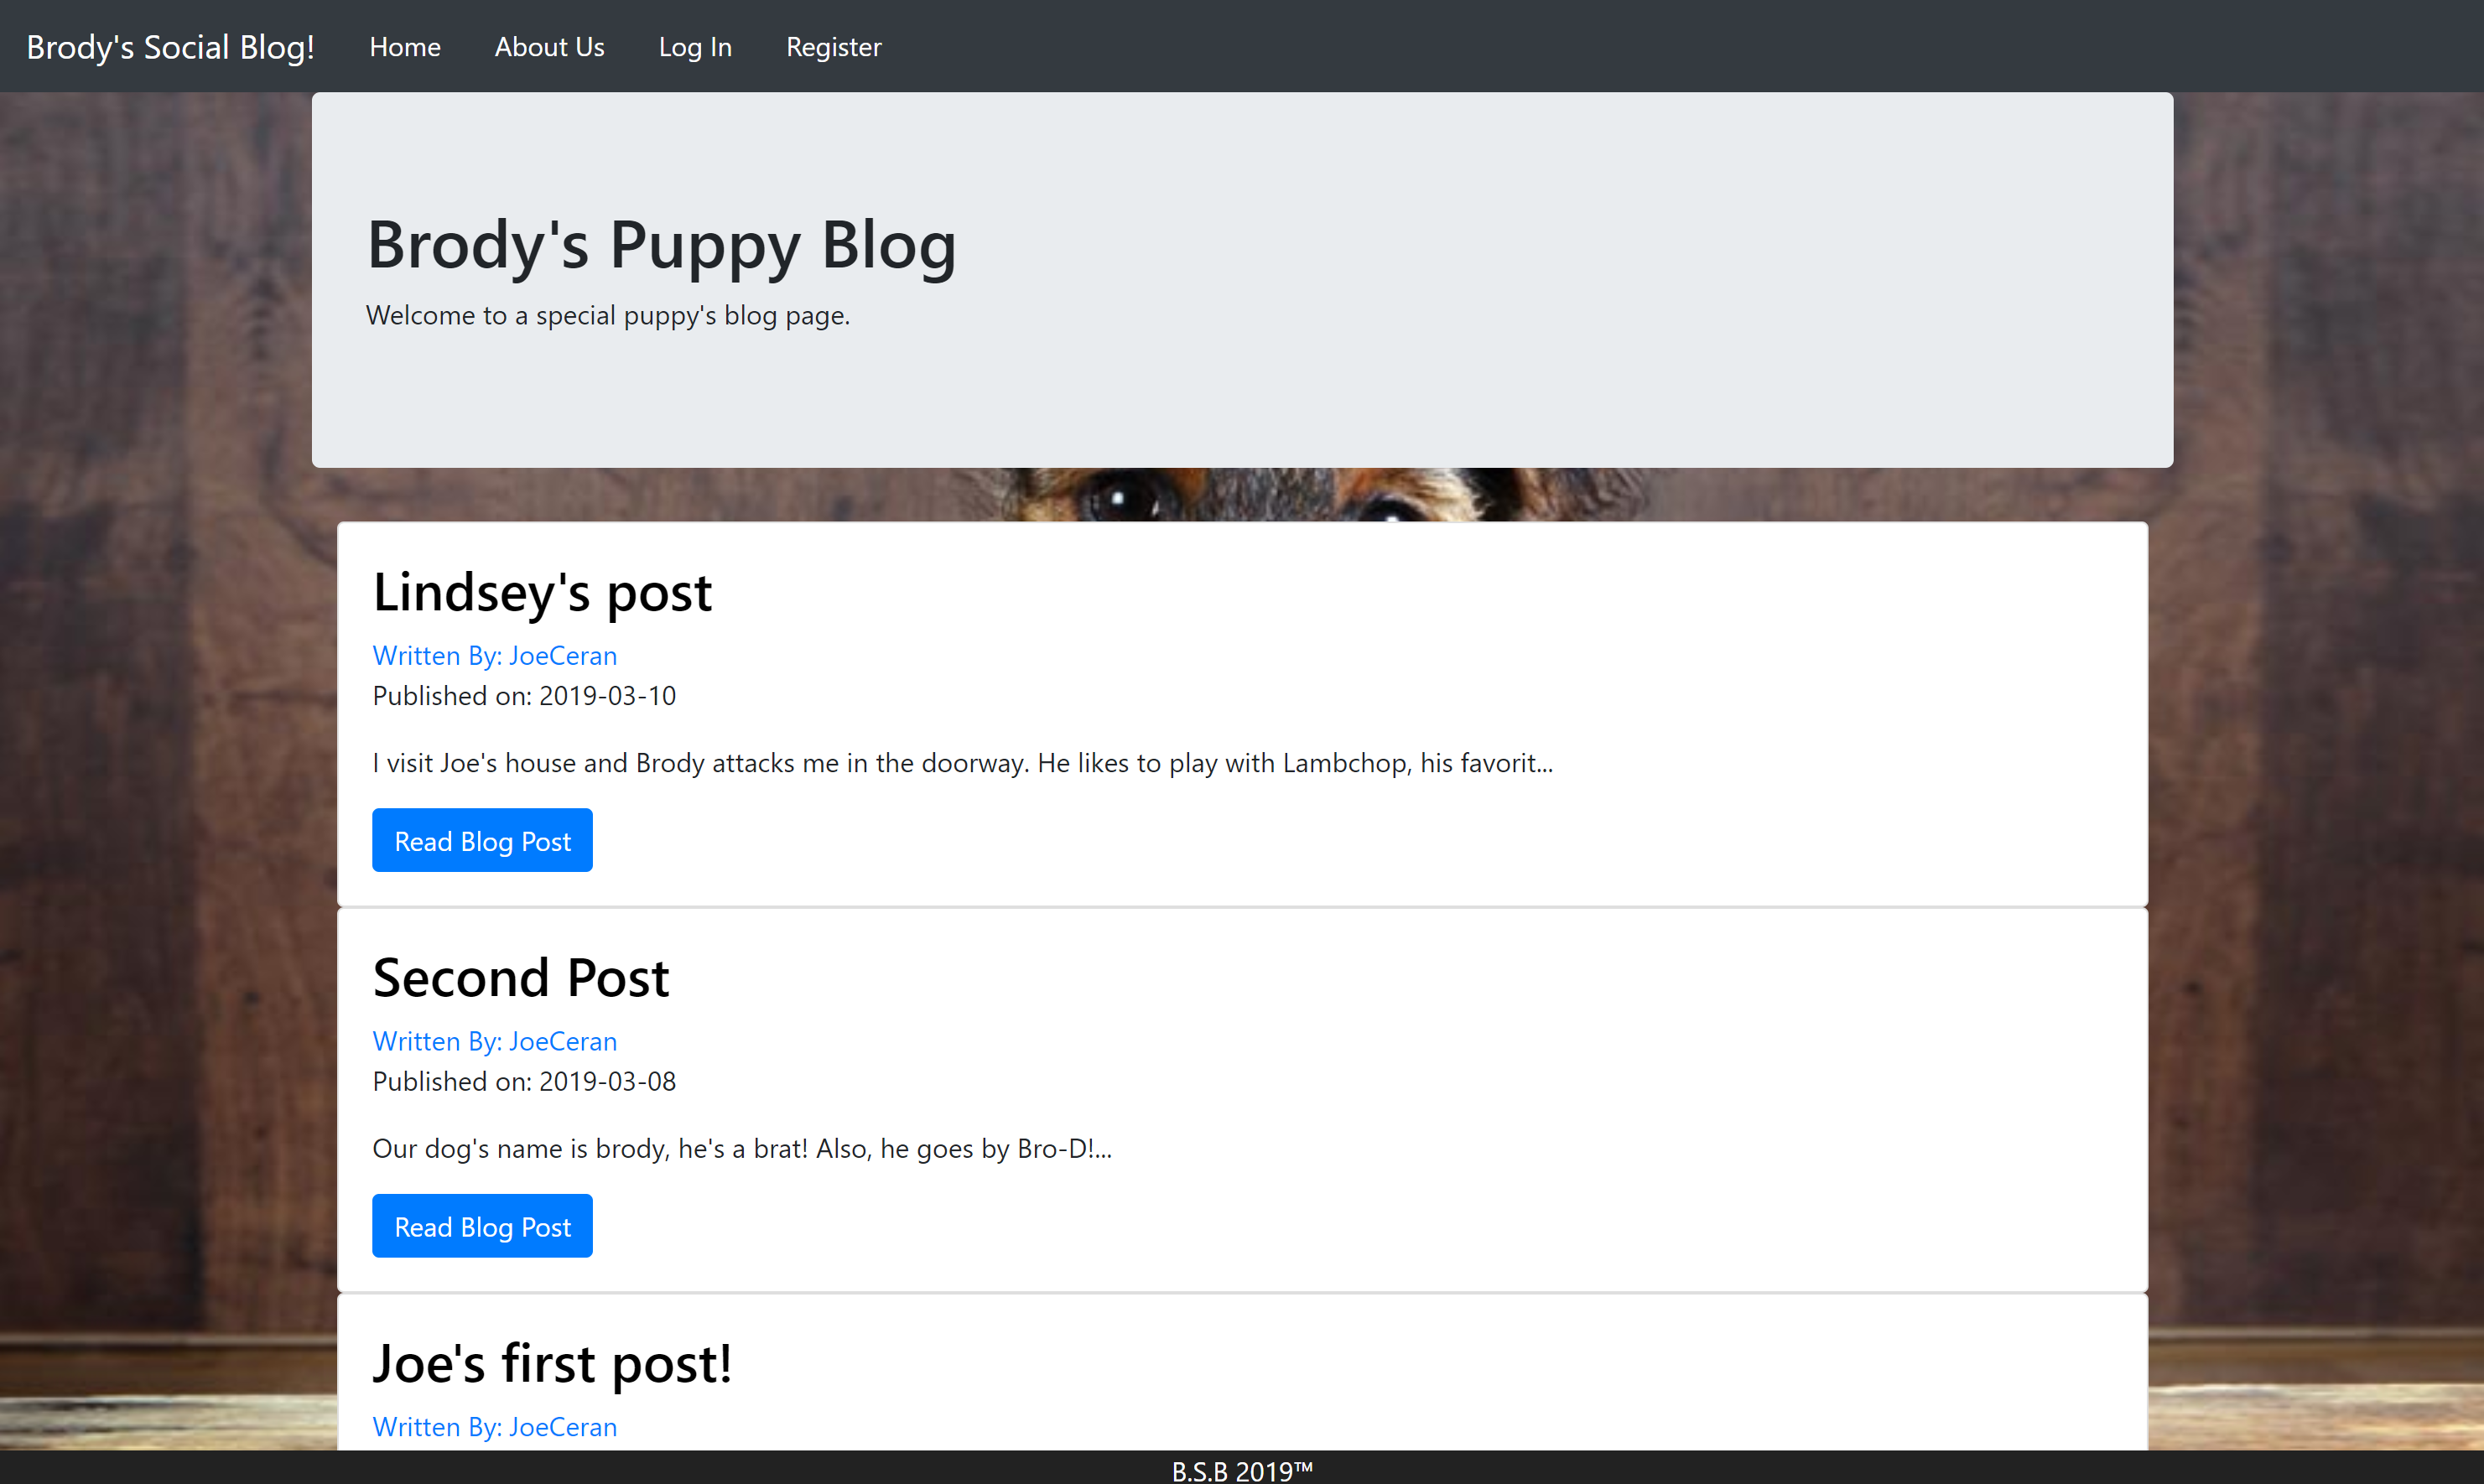 Brody's Social Blog! Home About Us Log In Register
Brody's Puppy Blog
Welcome to a special puppy's blog page.
Lindsey's post
Written By: JoeCeran
Published on: 2019-03-10
I visit Joe's house and Brody attacks me in the doorway. He likes to play with Lambchop, his favorit...
Read Blog Post
Second Post
Written By: JoeCeran
Published on: 2019-03-08
Our dog's name is brody, he's a brat! Also, he goes by Bro-D!...
Read Blog Post
Joe's first post!
Written By: JoeCeran
B.S.B 2019™